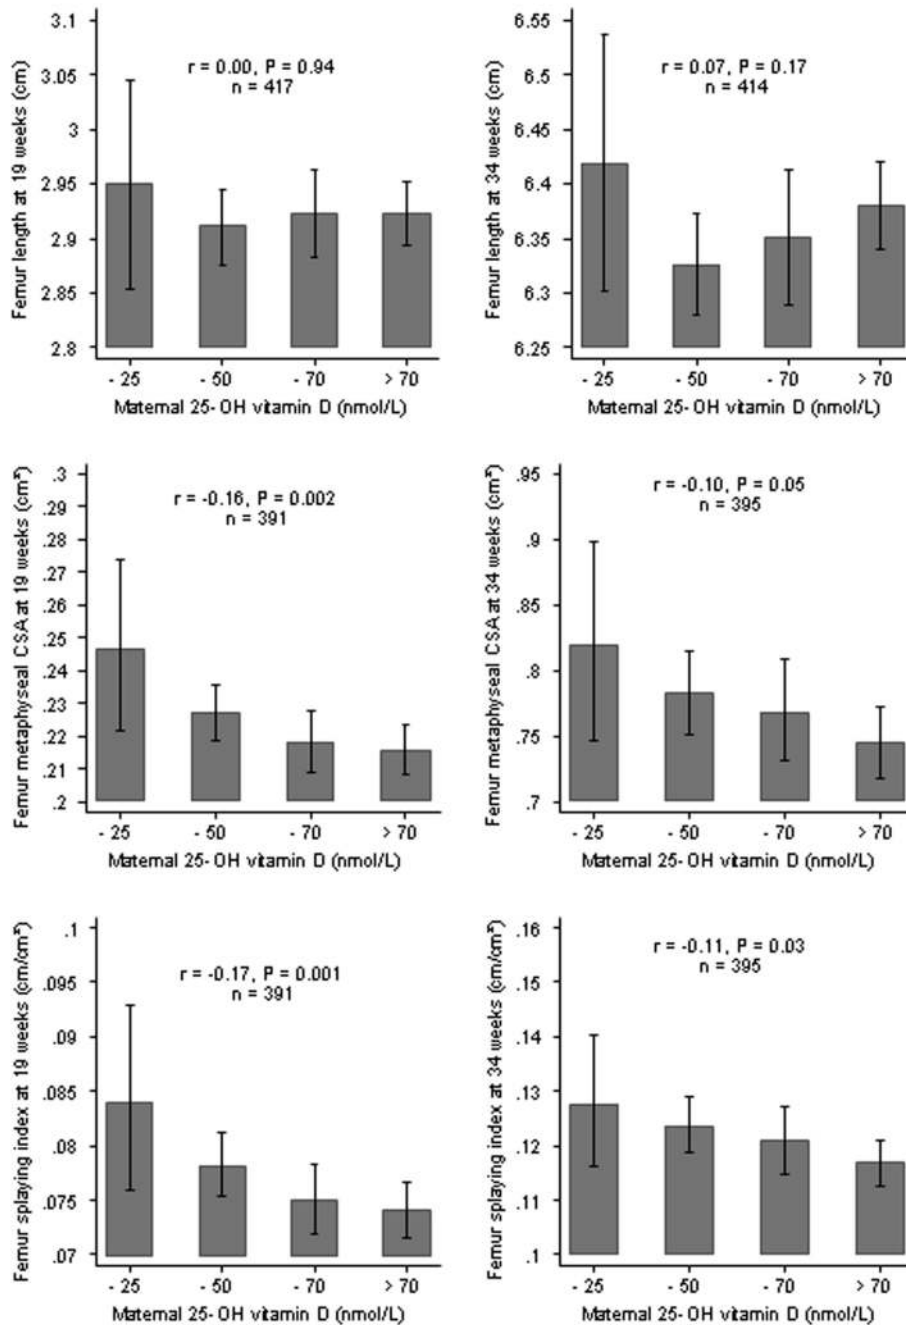 Femur length at 19 weeks (cm)
3.1
3.05
3
2.95
2.9
2.85
2.8
r = 0.00, P = 0.94
n = 417
- 25 - 50 - 70 > 70
Maternal 25-OH vitamin D (nmol/L)
Femur length at 34 weeks (cm)
6.55
6.5
6.45
6.4
6.35
6.3
6.25
r = 0.07, P = 0.17
n = 414
- 25 - 50 - 70 > 70
Maternal 25-OH vitamin D (nmol/L)
Femur metaphyseal CSA at 19 weeks (cm²)
.3
.29
.28
.27
.26
.25
.24
.23
.22
.21
.2
r = -0.16, P = 0.002
n = 391
- 25 - 50 - 70 > 70
Maternal 25-OH vitamin D (nmol/L)
Femur metaphyseal CSA at 34 weeks (cm²)
.95
.9
.85
.8
.75
.7
r = -0.10, P = 0.05
n = 395
- 25 - 50 - 70 > 70
Maternal 25-OH vitamin D (nmol/L)
Femur splaying index at 19 weeks (cm/cm²)
.1
.095
.09
.085
.08
.075
.07
r = -0.17, P = 0.001
n = 391
- 25 - 50 - 70 > 70
Maternal 25-OH vitamin D (nmol/L)
Femur splaying index at 34 weeks (cm/cm²)
.16
.15
.14
.13
.12
.11
.1
r = -0.11, P = 0.03
n = 395
- 25 - 50 - 70 > 70
Maternal 25-OH vitamin D (nmol/L)